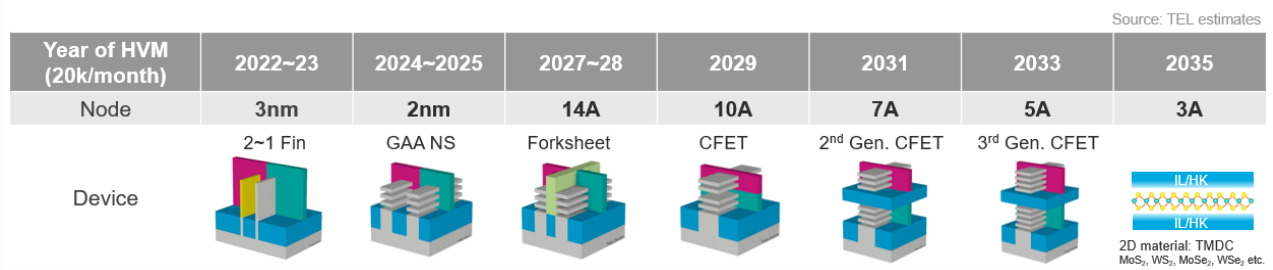 Source: TEL estimates
Year of HVM (20k/month) 2022~23 2024~2025 2027~28 2029 2031 2033 2035
Node 3nm 2nm 14A 10A 7A 5A 3A
Device 2~1 Fin GAA NS Forksheet CFET 2nd Gen. CFET 3rd Gen. CFET
IL/HK
IL/HK
2D material: TMDC
MoS2, WS2, MoSe2, WSe2 etc.